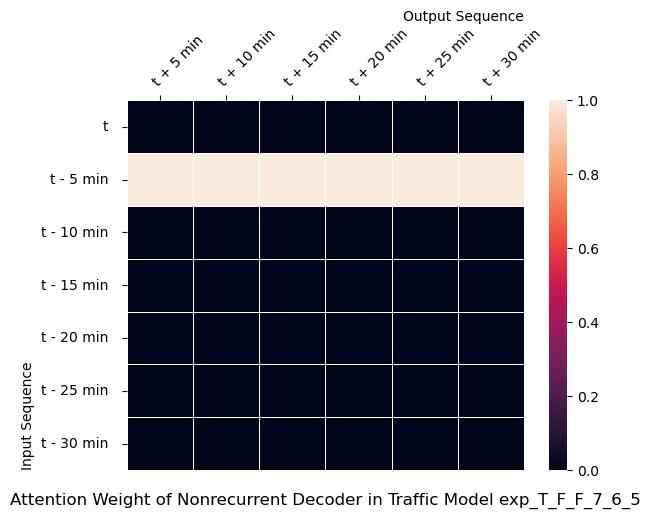 Output Sequence
t + 5 min
t + 10 min
t + 15 min
t + 20 min
t + 25 min
t + 30 min
t
t - 5 min
t - 10 min
t - 15 min
t - 20 min
t - 25 min
t - 30 min
Input Sequence
1.0
0.8
0.6
0.4
0.2
0.0
Attention Weight of Nonrecurrent Decoder in Traffic Model exp_T_F_F_7_6_5